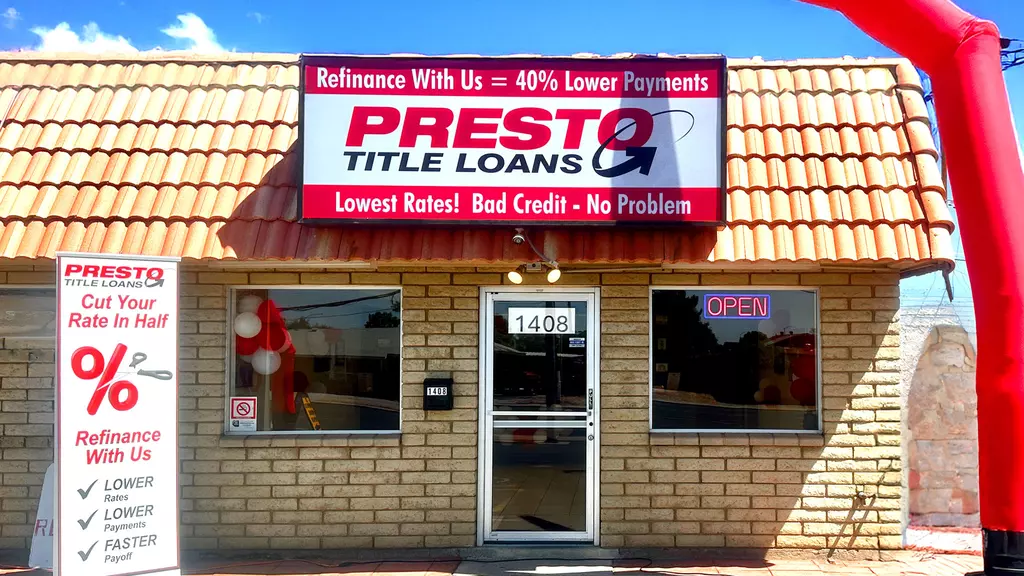 Refinance With Us = 40% Lower Payments
PRESTO
TITLE LOANS
Lowest Rates! Bad Credit - No Problem
PRESTO
TITLE LOANS
Cut Your
Rate In Half
%
Refinance
With Us
LOWER
Rates
LOWER
Payments
FASTER
Payoff
1408
OPEN
1408